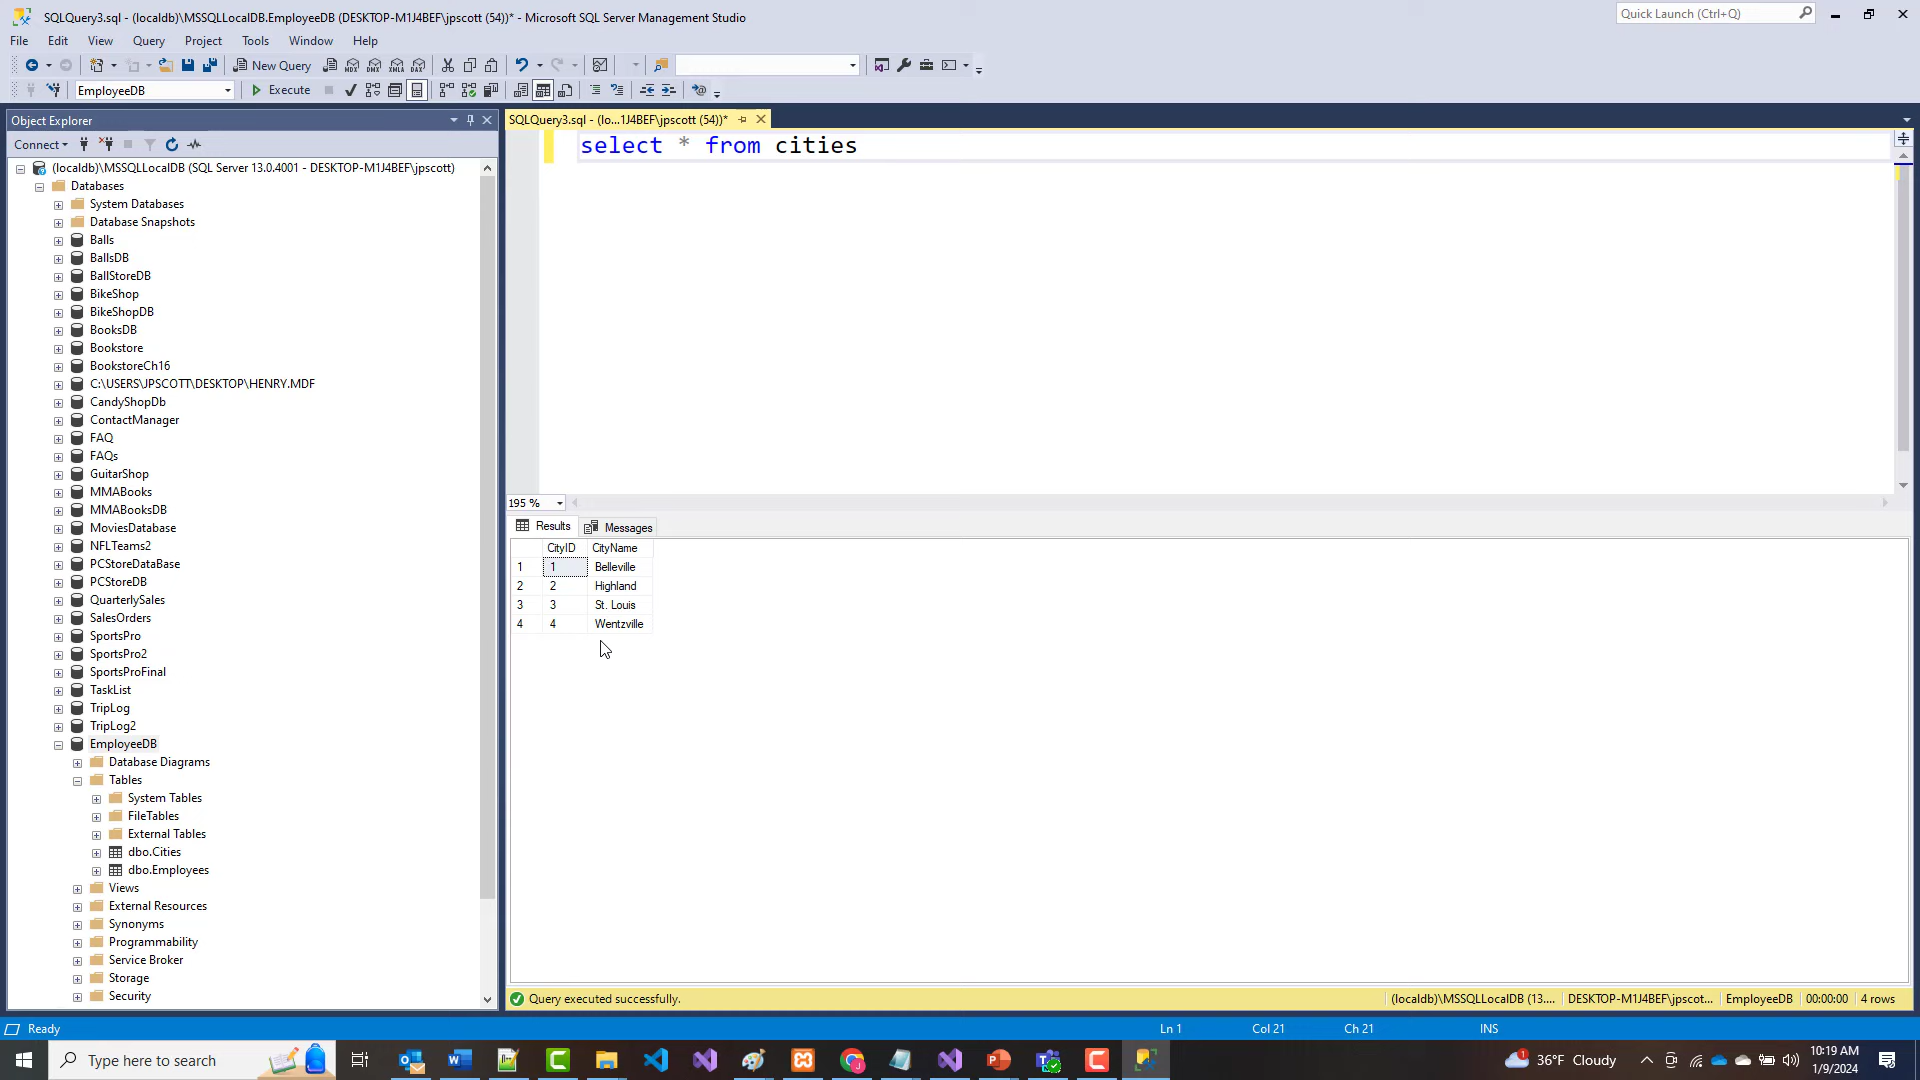 SQLQuery3.sql - (localdb)\MSSQLLocalDB.EmployeeDB (DESKTOP-M1J4BEF\jpscott (54))* - Microsoft SQL Server Management Studio
Quick Launch (Ctrl+Q)
File Edit View Query Project Tools Window Help
New Query
EmployeeDB
Execute
Object Explorer
SQLQuery3.sql - (lo...1J4BEF\jpscott (54))*
Connect
select * from cities
(localdb)\MSSQLLocalDB (SQL Server 13.0.4001 - DESKTOP-M1J4BEF\jpscott)
Databases
System Databases
Database Snapshots
Balls
BallsDB
BallStoreDB
BikeShop
BikeShopDB
BooksDB
Bookstore
BookstoreCh16
C:\USERS\JPSCOTT\DESKTOP\HENRY.MDF
CandyShopDb
ContactManager
FAQ
FAQs
GuitarShop
MMABooks
MMABooksDB
MoviesDatabase
NFLTeams2
PCStoreDataBase
PCStoreDB
QuarterlySales
SalesOrders
SportsPro
SportsPro2
SportsProFinal
TaskList
TripLog
TripLog2
EmployeeDB
Database Diagrams
Tables
System Tables
FileTables
External Tables
dbo.Cities
dbo.Employees
Views
External Resources
Synonyms
Programmability
Service Broker
Storage
Security
195 %
Results Messages
CityID CityName
1 1 Belleville
2 2 Highland
3 3 St. Louis
4 4 Wentzville
Query executed successfully.
(localdb)\MSSQLLocalDB (13.... DESKTOP-M1J4BEF\jpscot... EmployeeDB 00:00:00 4 rows
Ready
Ln 1 Col 21 Ch 21 INS
Type here to search
36°F Cloudy
10:19 AM
1/9/2024